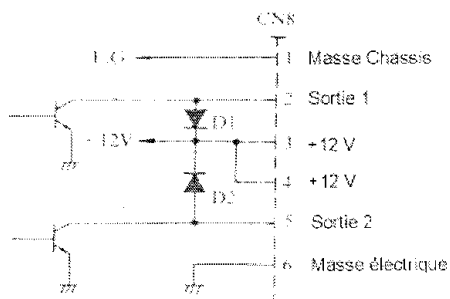 CN8
F.G 1 Masse Chassis
2 Sortie 1
D1
+12V 3 +12 V
4 +12 V
D2
5 Sortie 2
6 Masse électrique